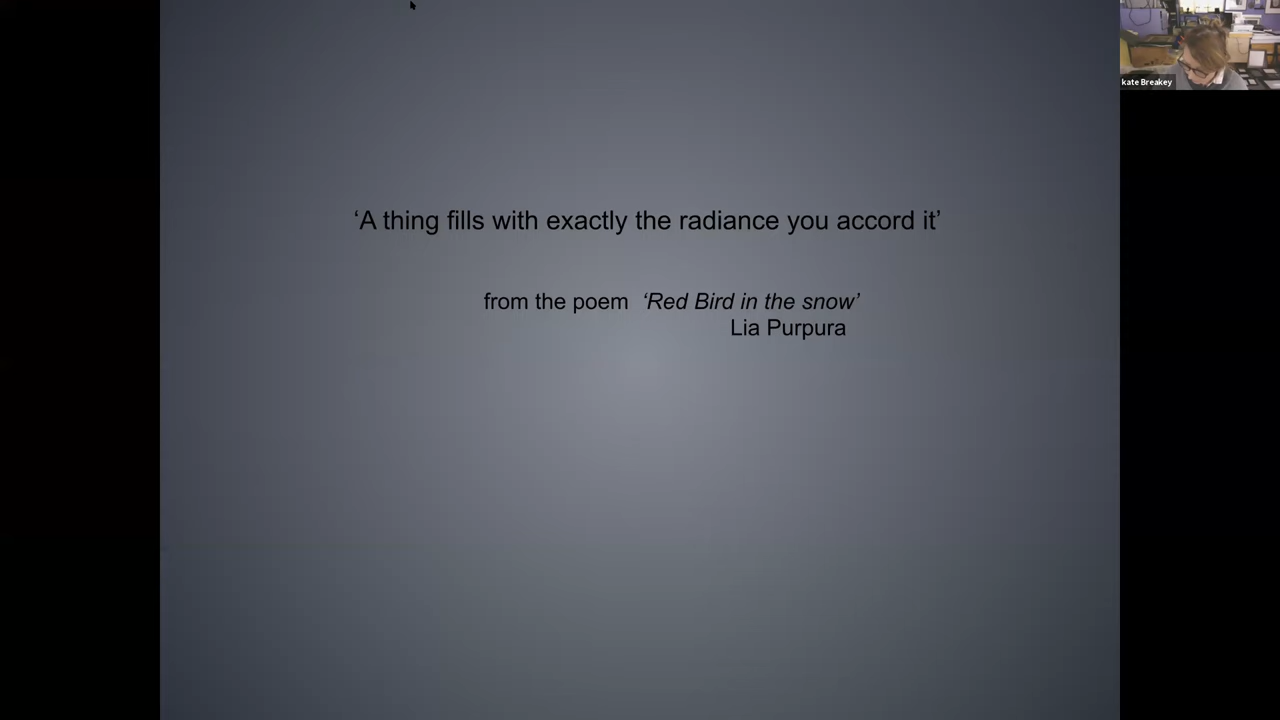 kate Breakey
‘A thing fills with exactly the radiance you accord it’
from the poem ‘Red Bird in the snow’
Lia Purpura